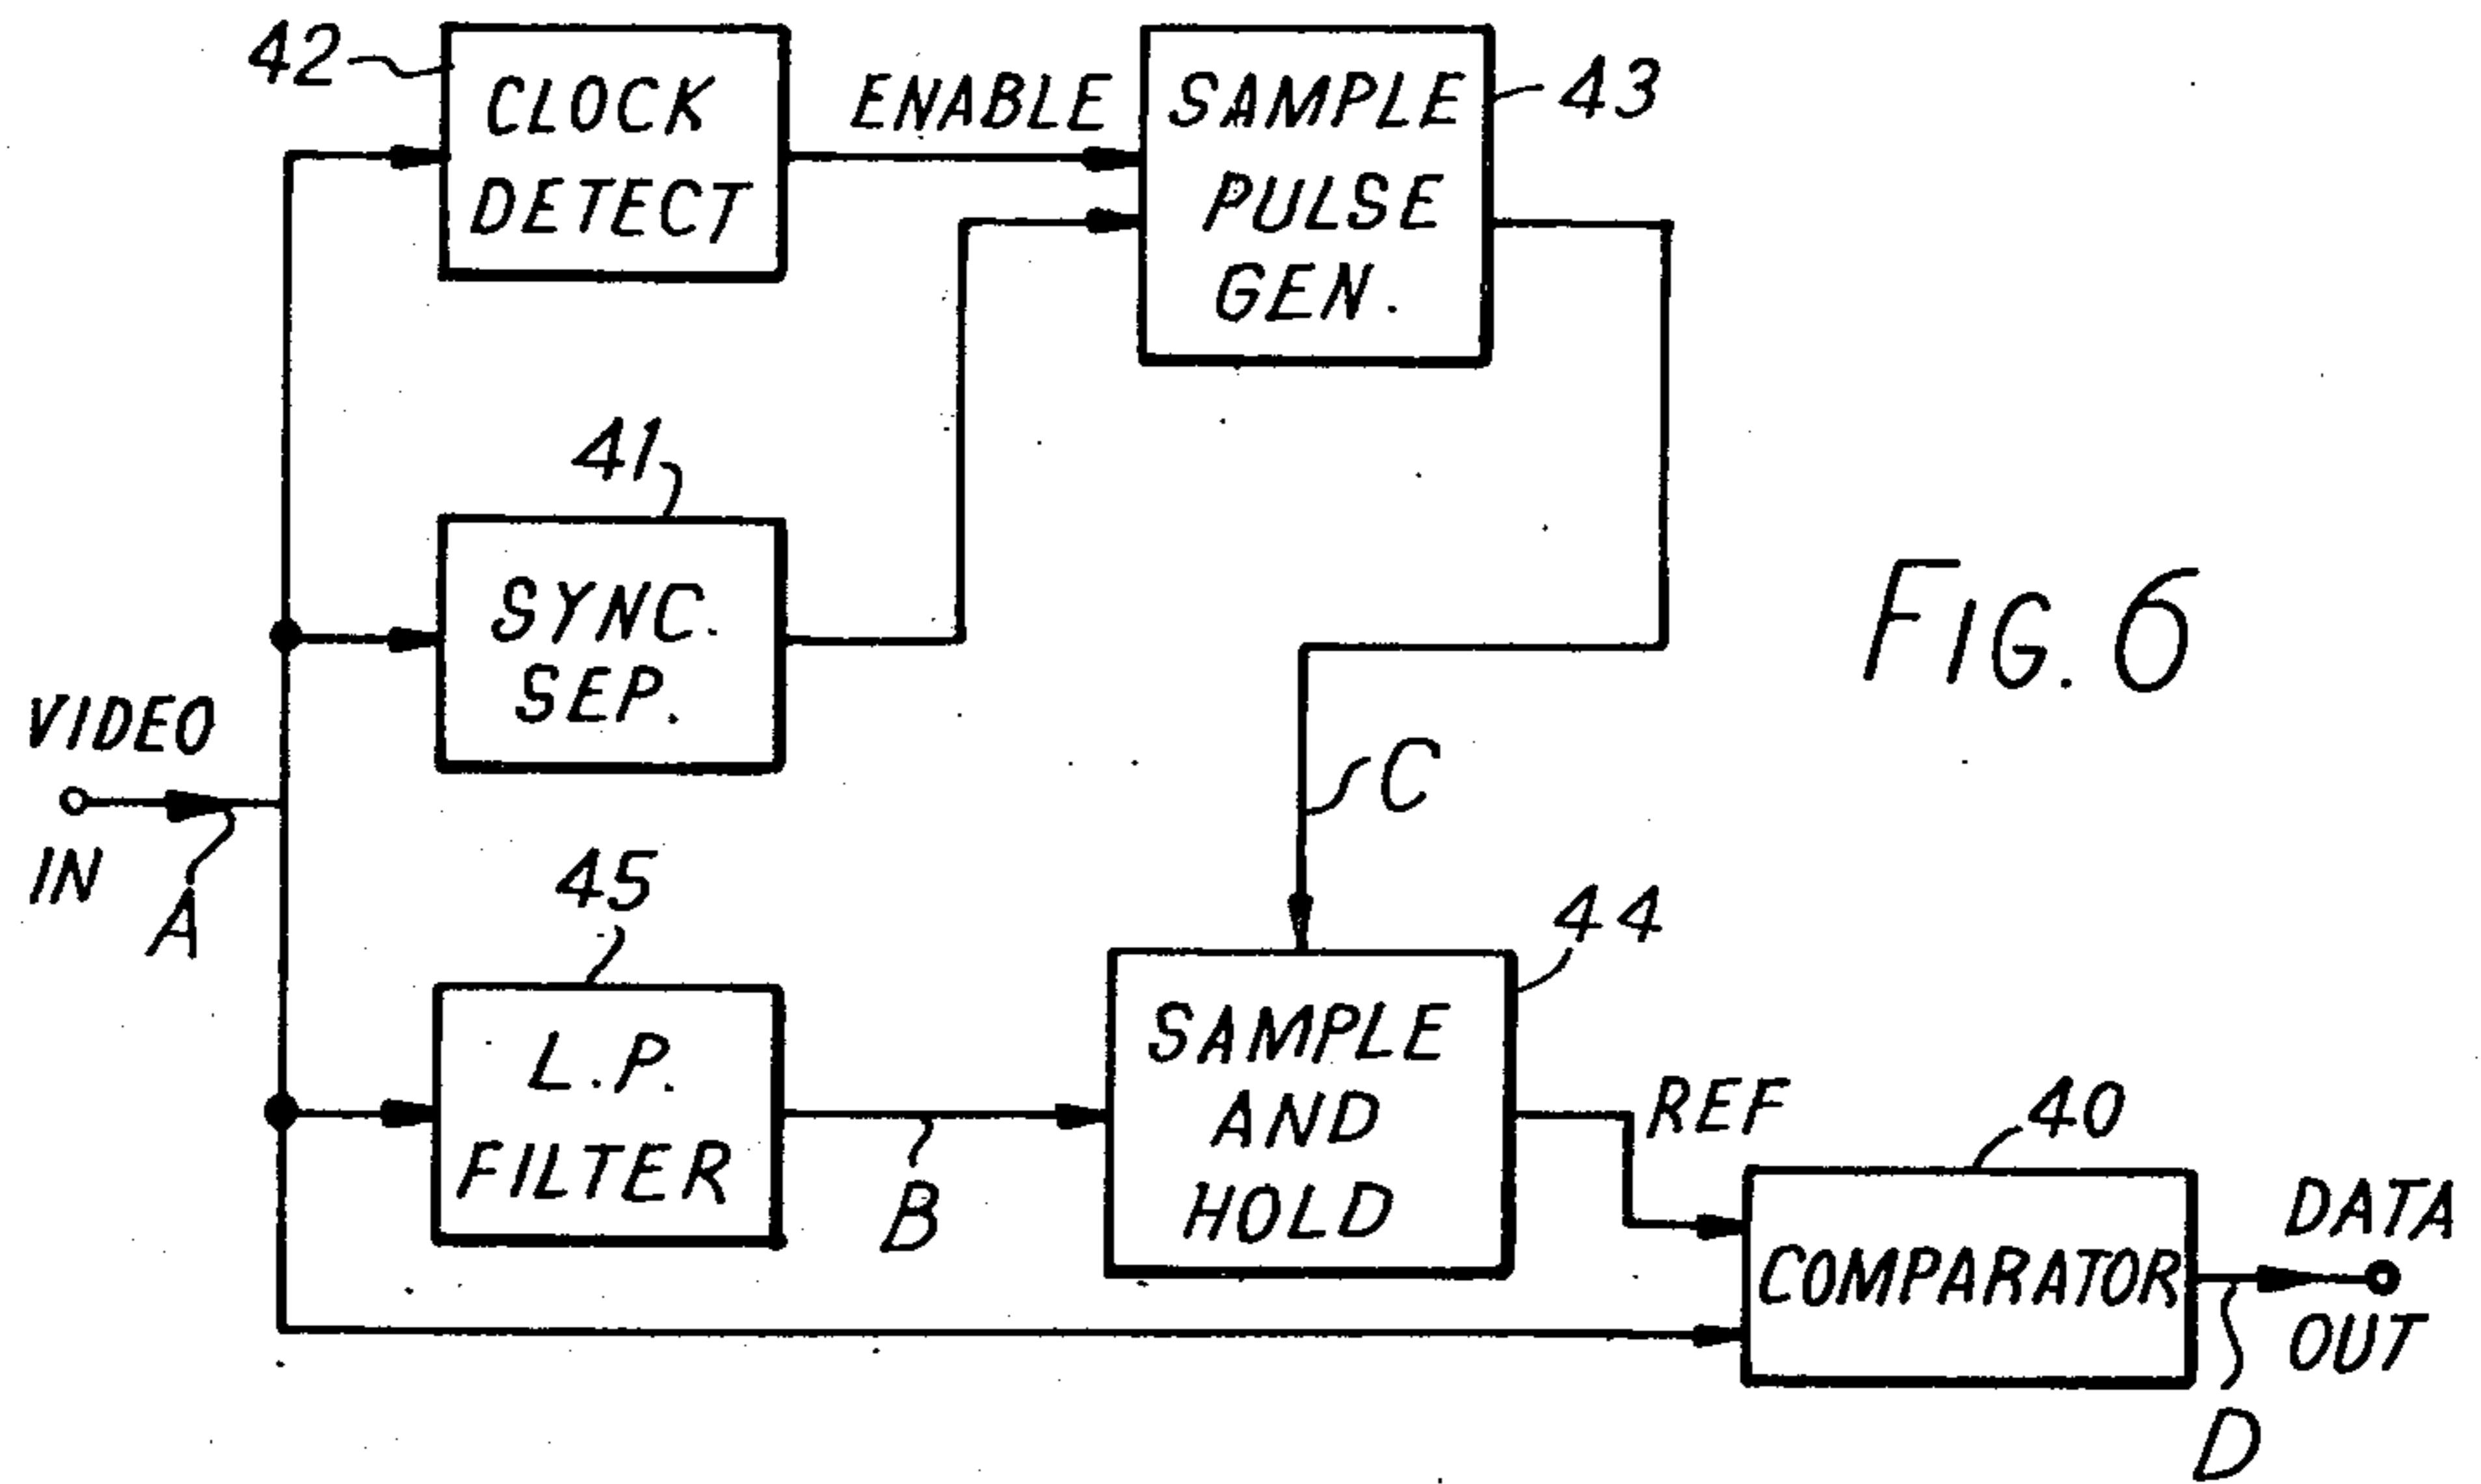 42
CLOCK
DETECT
ENABLE
SAMPLE
PULSE
GEN.
43
41
SYNC.
SEP.
FIG. 6
VIDEO
IN
A
C
45
L.P.
FILTER
B
44
SAMPLE
AND
HOLD
REF
40
COMPARATOR
DATA
OUT
D